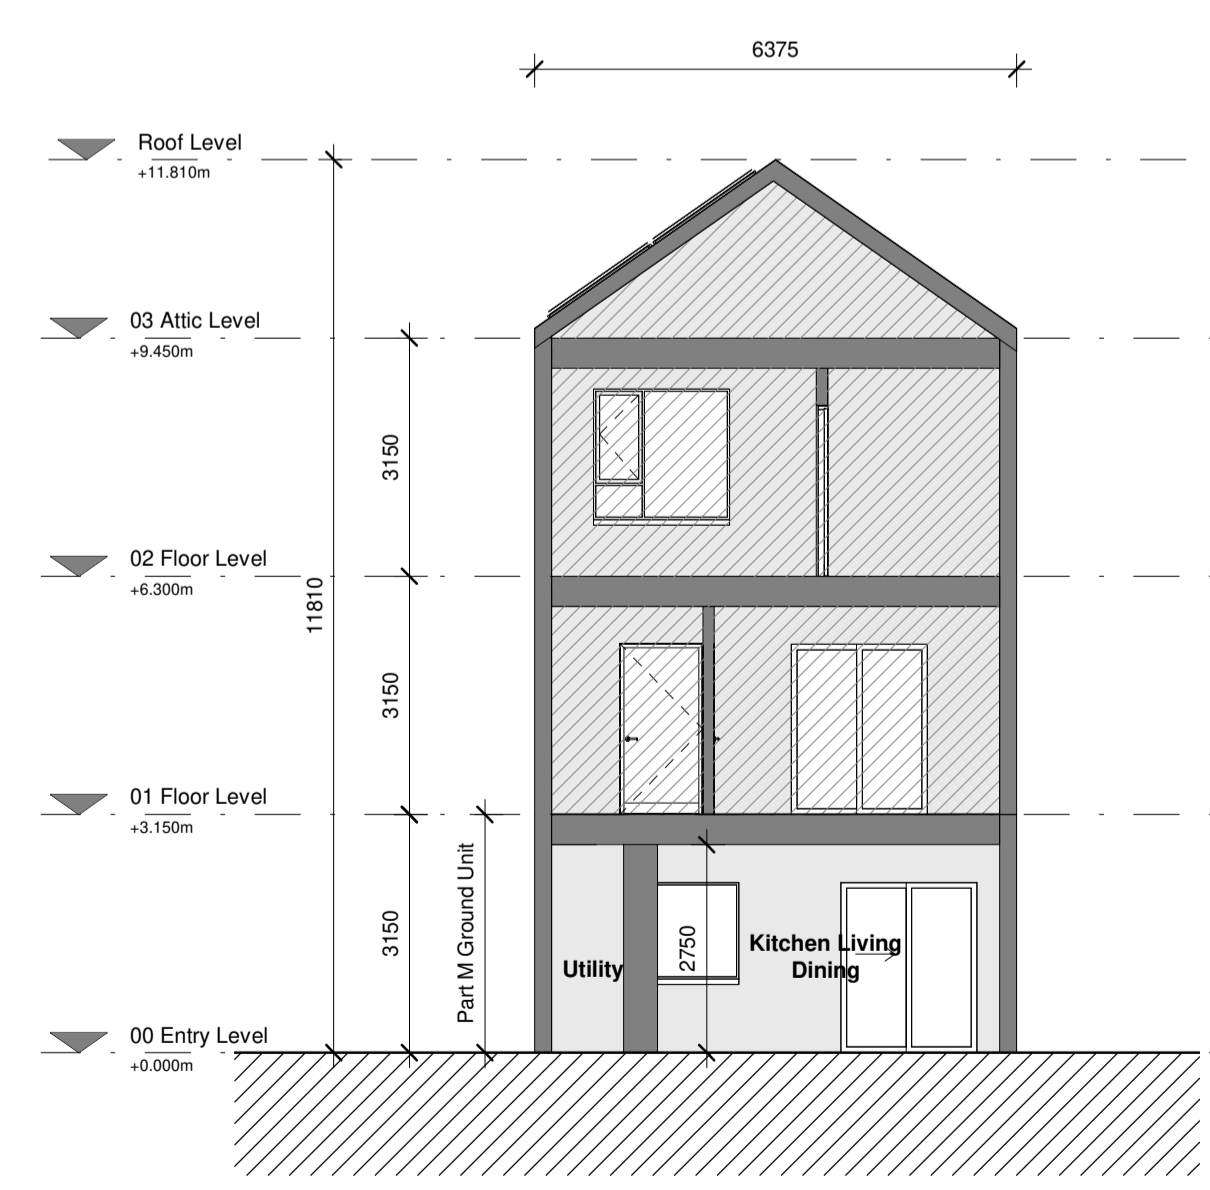 6375
Roof Level
+11.810m
03 Attic Level
+9.450m
3150
02 Floor Level
+6.300m
11810
3150
01 Floor Level
+3.150m
Part M Ground Unit
3150
2750
Kitchen Living
Dining
Utility
00 Entry Level
+0.000m